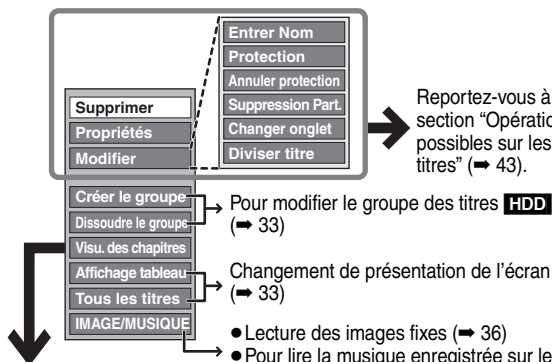 Entrer Nom
Protection
Annuler protection
Suppression Part.
Changer onglet
Diviser titre
Supprimer
Propriétés
Modifier
Reportez-vous à
section “Opératio
possibles sur les
titres” (➡ 43).
Créer le groupe
Dissoudre le groupe
Visu. des chapitres
Affichage tableau
Tous les titres
IMAGE/MUSIQUE
Pour modifier le groupe des titres HDD
(➡ 33)
Changement de présentation de l’écran
(➡ 33)
●Lecture des images fixes (➡ 36)
●Pour lire la musique enregistrée sur le